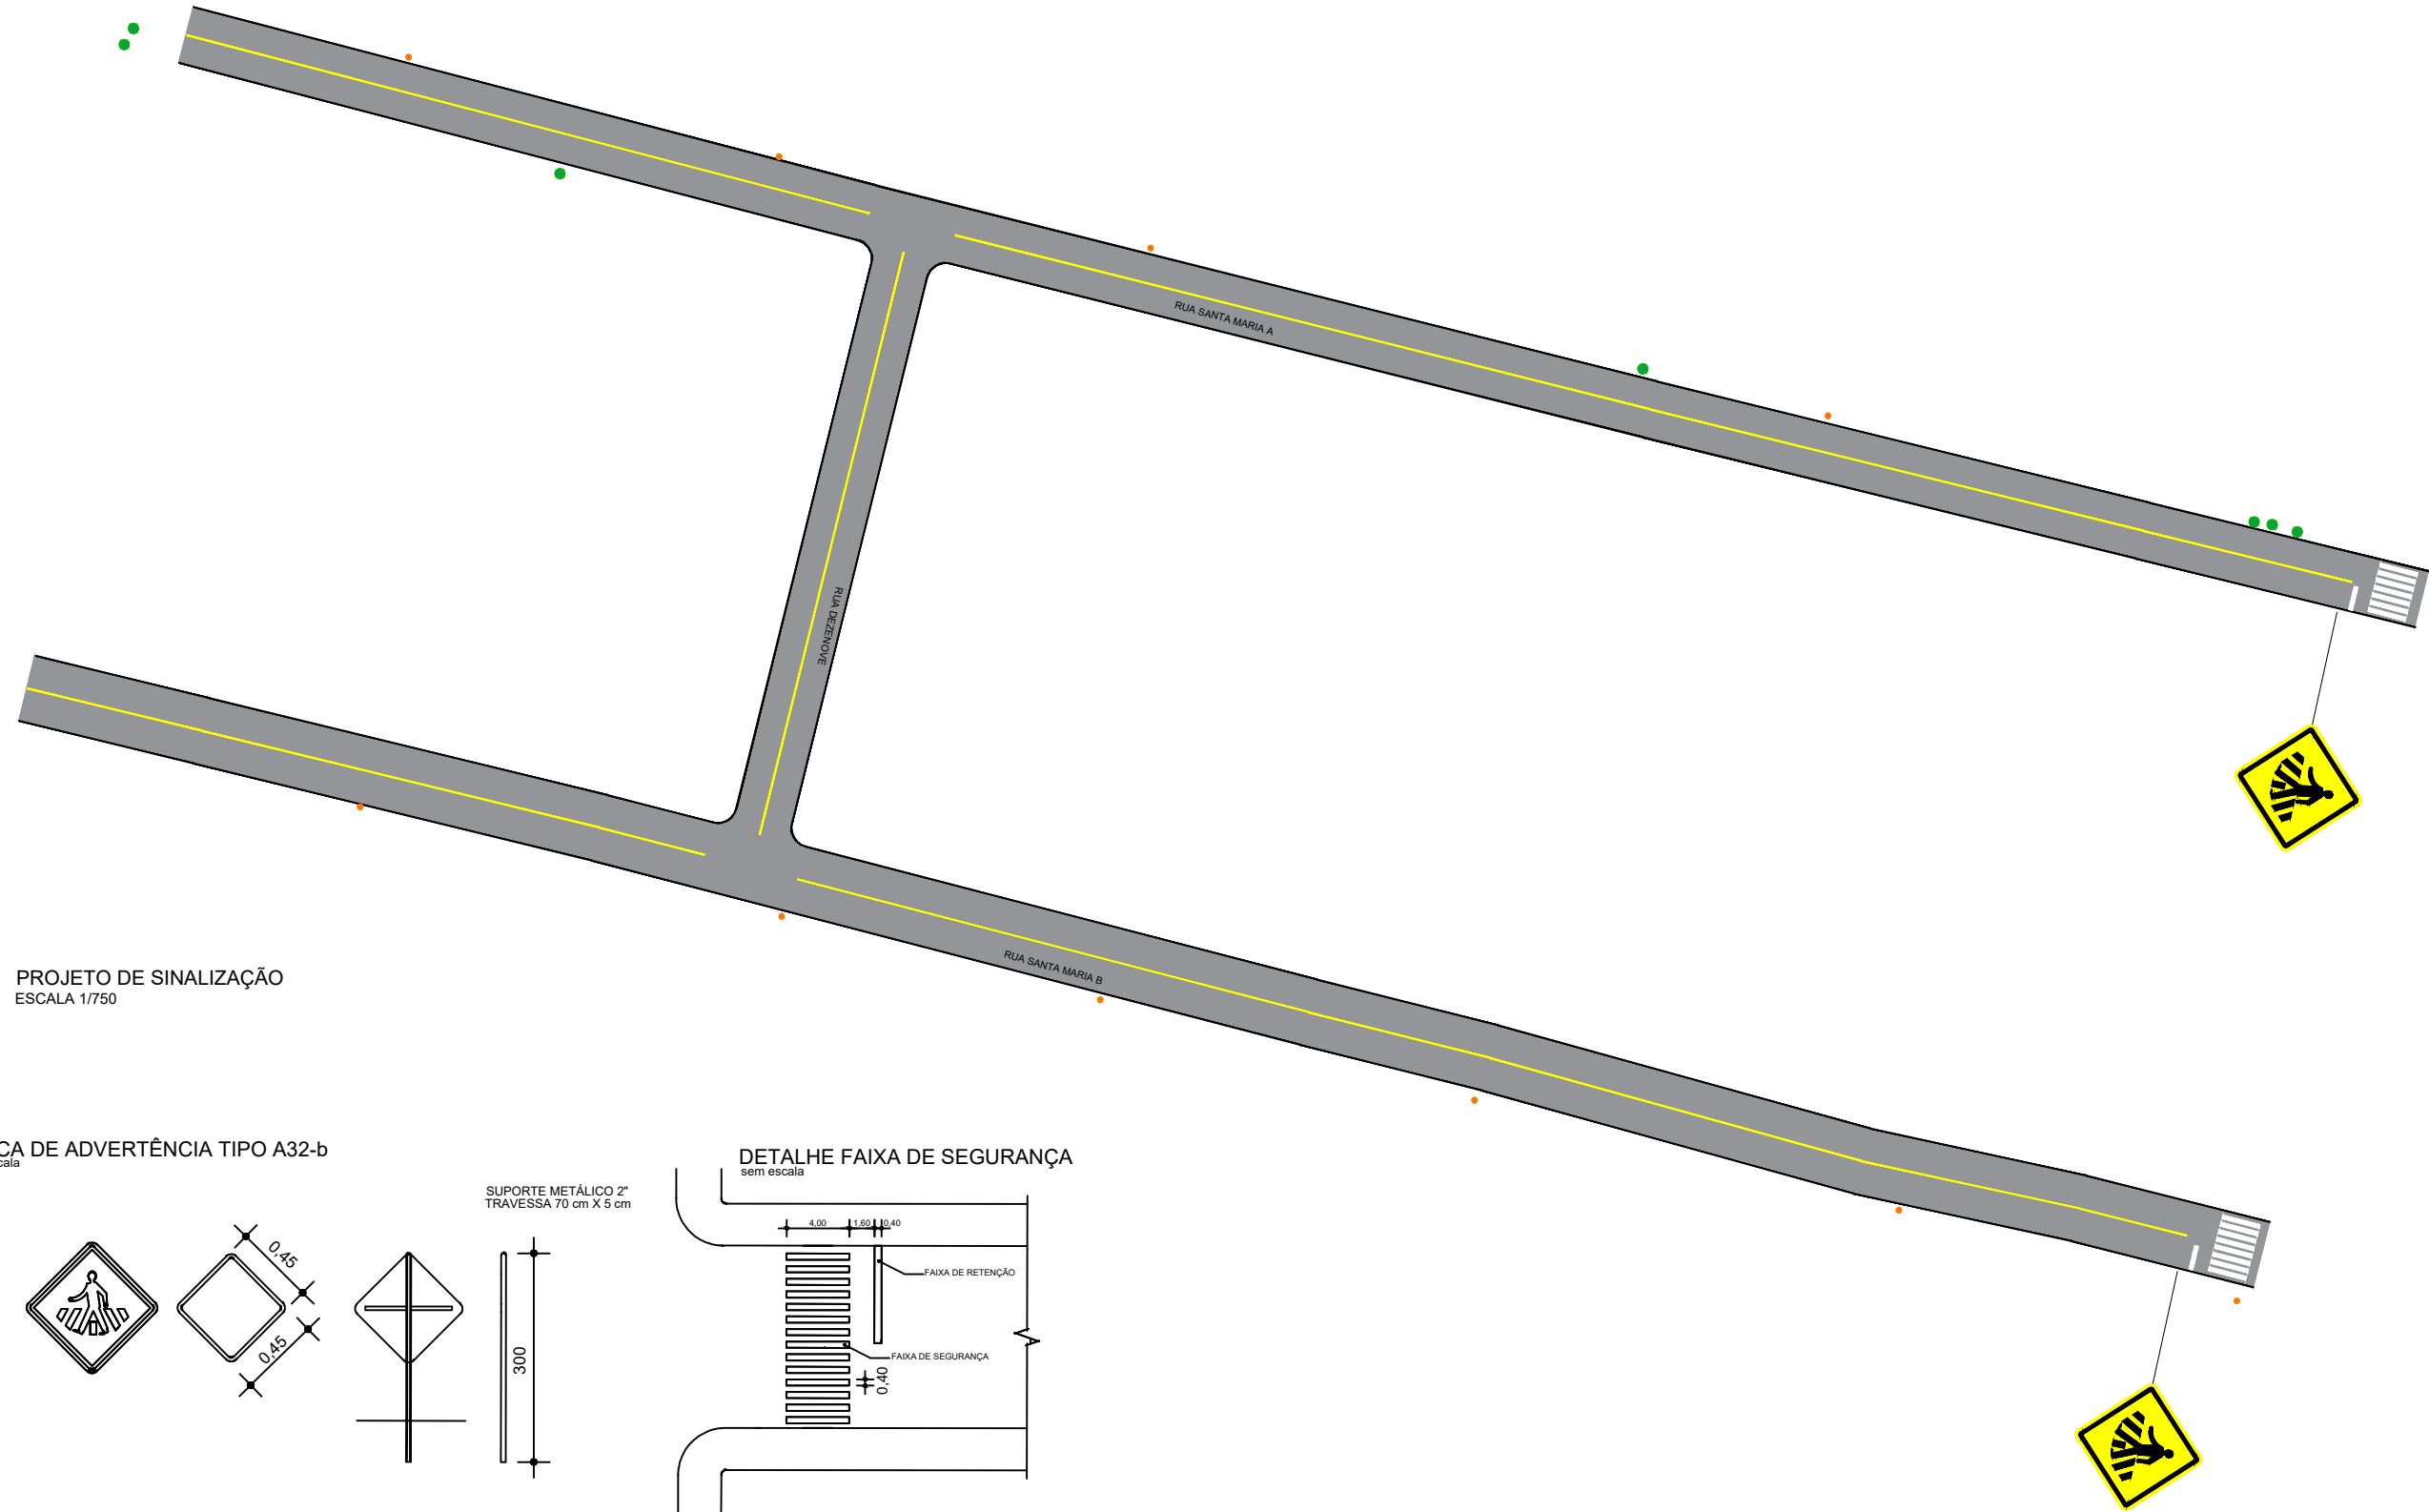 RUA SANTA MARIA A
RUA DEZENOVE
RUA SANTA MARIA B
PROJETO DE SINALIZAÇÃO
ESCALA 1/750
CA DE ADVERTÊNCIA TIPO A32-b
cala
0,45
0,45
SUPORTE METÁLICO 2"
TRAVESSA 70 cm X 5 cm
300
DETALHE FAIXA DE SEGURANÇA
sem escala
4,00
1,60
0,40
FAIXA DE RETENÇÃO
FAIXA DE SEGURANÇA
0,40